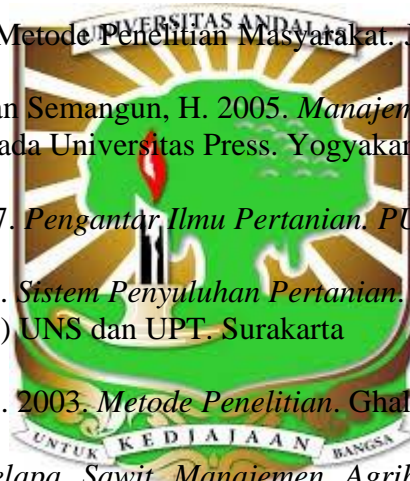 UNIVERSITAS ANDALAS
Metode Penelitian Masyarakat.
an Semangun, H. 2005. Manajem
ada Universitas Press. Yogyakar
7. Pengantar Ilmu Pertanian. PU
. Sistem Penyuluhan Pertanian.
) UNS dan UPT. Surakarta
. 2003. Metode Penelitian. Ghal
UNTUK KEDJAJAAN BANGSA
elapa Sawit Manajemen Agrib